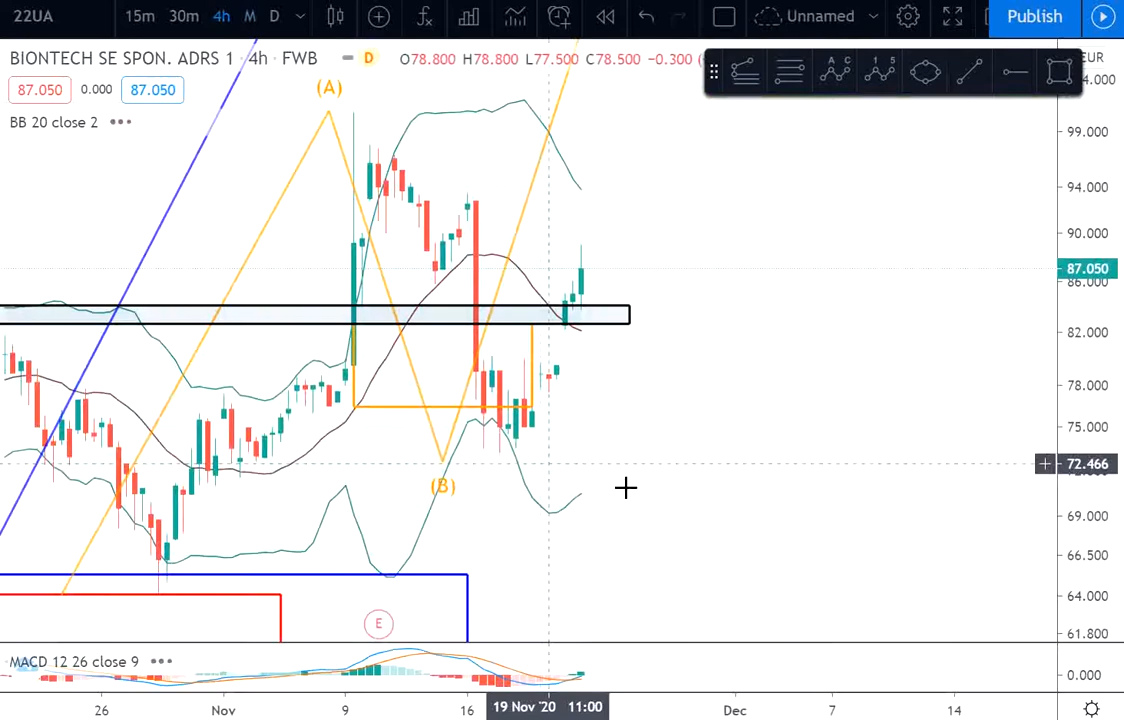 22UA 15m 30m 4h M D Unnamed Publish
BIONTECH SE SPON. ADRS 1 · 4h · FWB D O78.800 H78.800 L77.500 C78.500 −0.300 (
EUR
87.050 0.000 87.050
BB 20 close 2
A C
1 5
(A)
4.000
99.000
94.000
90.000
87.050
86.000
82.000
78.000
75.000
72.466
(B)
69.000
66.500
64.000
E
61.800
MACD 12 26 close 9
0.000
26 Nov 9 16 19 Nov '20 11:00 Dec 7 14